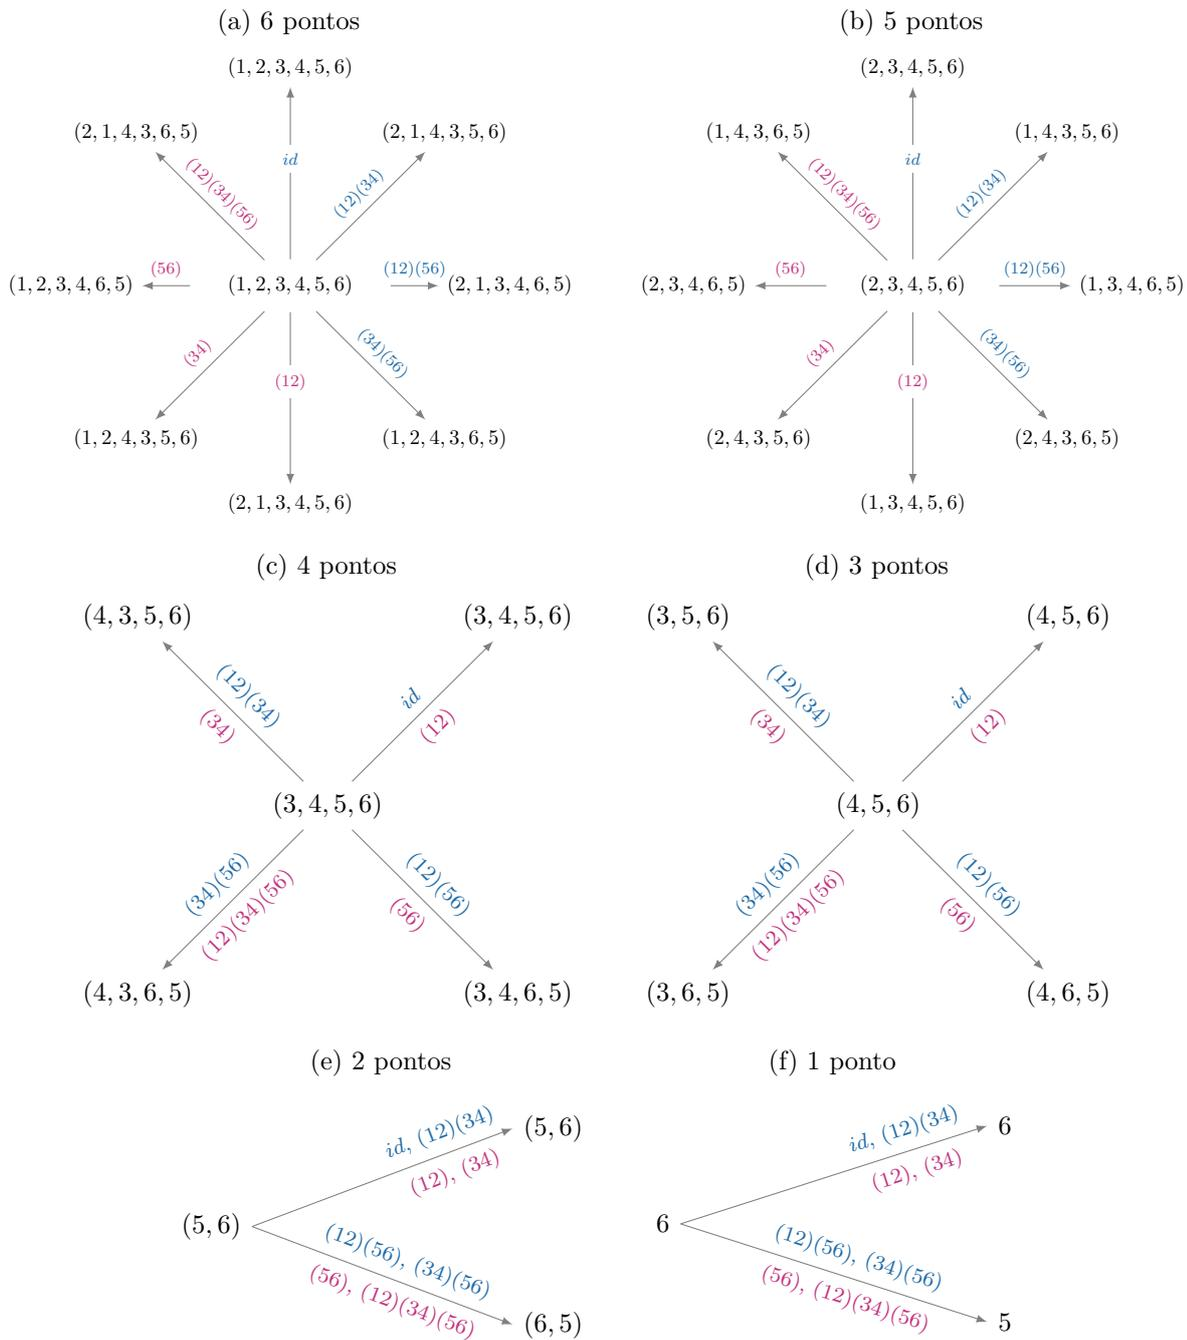 (a) 6 pontos
(b) 5 pontos
(1, 2, 3, 4, 5, 6)
(2, 3, 4, 5, 6)
(2, 1, 4, 3, 6, 5)
(2, 1, 4, 3, 5, 6)
(1, 4, 3, 6, 5)
(1, 4, 3, 5, 6)
id
id
(12)(34)(56)
(12)(34)
(12)(34)(56)
(12)(34)
(1, 2, 3, 4, 6, 5)
(56)
(1, 2, 3, 4, 5, 6)
(12)(56)
(2, 1, 3, 4, 6, 5)
(2, 3, 4, 6, 5)
(56)
(2, 3, 4, 5, 6)
(12)(56)
(1, 3, 4, 6, 5)
(34)
(12)
(34)(56)
(34)
(12)
(34)(56)
(1, 2, 4, 3, 5, 6)
(1, 2, 4, 3, 6, 5)
(2, 4, 3, 5, 6)
(2, 4, 3, 6, 5)
(2, 1, 3, 4, 5, 6)
(1, 3, 4, 5, 6)
(c) 4 pontos
(d) 3 pontos
(4, 3, 5, 6)
(3, 4, 5, 6)
(3, 5, 6)
(4, 5, 6)
(12)(34)
(34)
id
(12)
(12)(34)
(34)
id
(12)
(3, 4, 5, 6)
(4, 5, 6)
(34)(56)
(12)(34)(56)
(12)(56)
(56)
(34)(56)
(12)(34)(56)
(12)(56)
(56)
(4, 3, 6, 5)
(3, 4, 6, 5)
(3, 6, 5)
(4, 6, 5)
(e) 2 pontos
(f) 1 ponto
id, (12)(34)
(5, 6)
(12), (34)
(5, 6)
(12)(56), (34)(56)
(56), (12)(34)(56)
(6, 5)
id, (12)(34)
6
(12), (34)
6
(12)(56), (34)(56)
(56), (12)(34)(56)
5